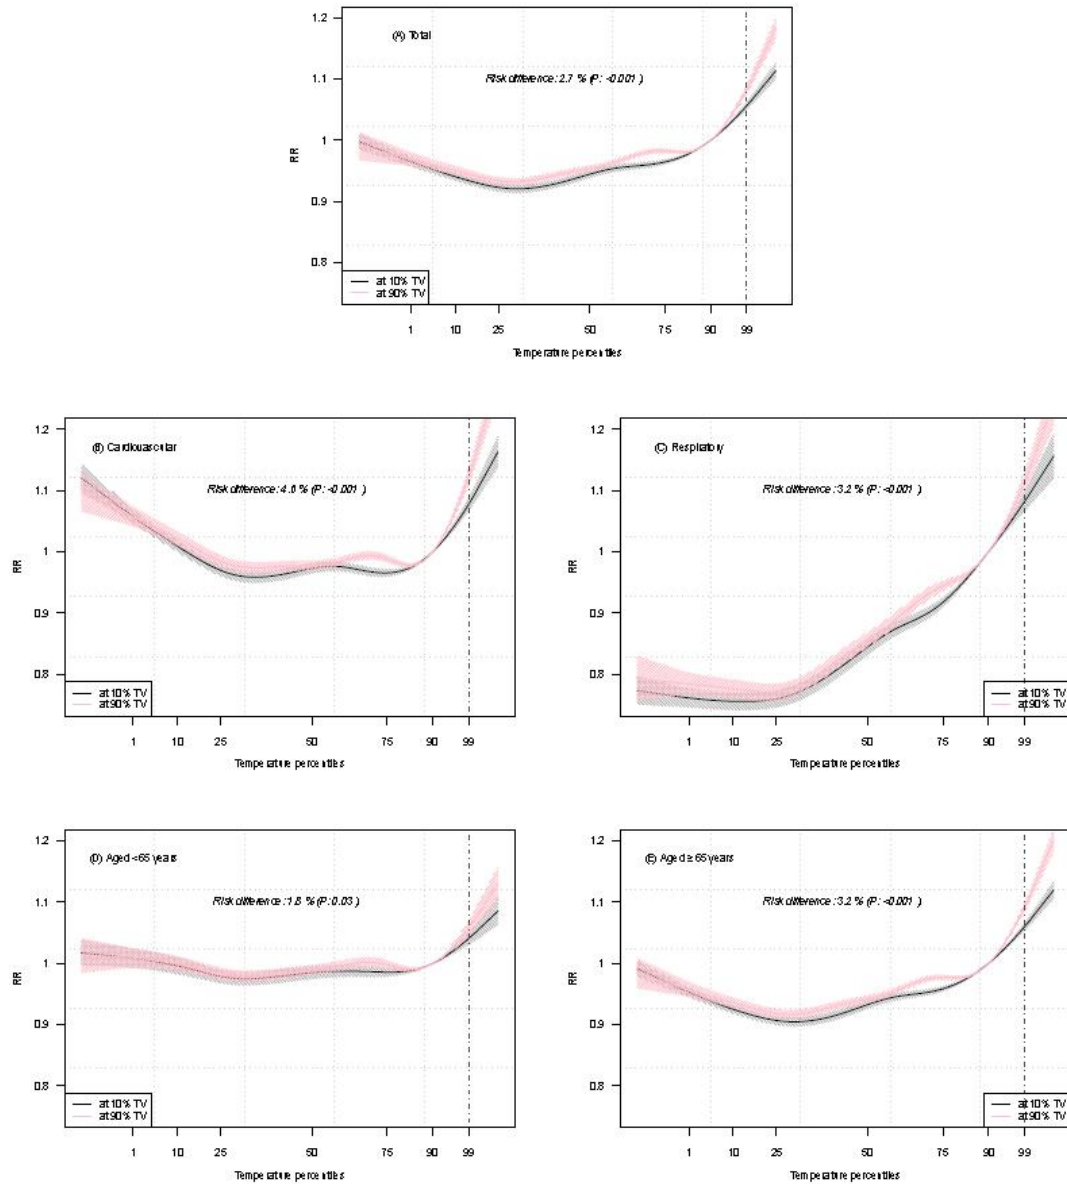 (A) Total
Risk difference: 2.7 % (P: <0.001 )
RR
1.2
1.1
1
0.9
0.8
at 10% TV
at 90% TV
1 10 25 50 75 90 99
Temperature percentiles
(B) Cardiovascular
Risk difference: 4.0 % (P: <0.001 )
RR
1.2
1.1
1
0.9
0.8
at 10% TV
at 90% TV
1 10 25 50 75 90 99
Temperature percentiles
(C) Respiratory
Risk difference: 3.2 % (P: <0.001 )
RR
1.2
1.1
1
0.9
0.8
at 10% TV
at 90% TV
1 10 25 50 75 90 99
Temperature percentiles
(D) Aged <65 years
(P: 0.03 )
RR
1.2
1.1
1
0.9
0.8
at 10% TV
at 90% TV
1 10 25 50 75 90 99
Temperature percentiles
(E) Aged ≥ 65 years
Risk difference: 3.2 % (P: <0.001 )
RR
1.2
1.1
1
0.9
0.8
at 10% TV
at 90% TV
1 10 25 50 75 90 99
Temperature percentiles